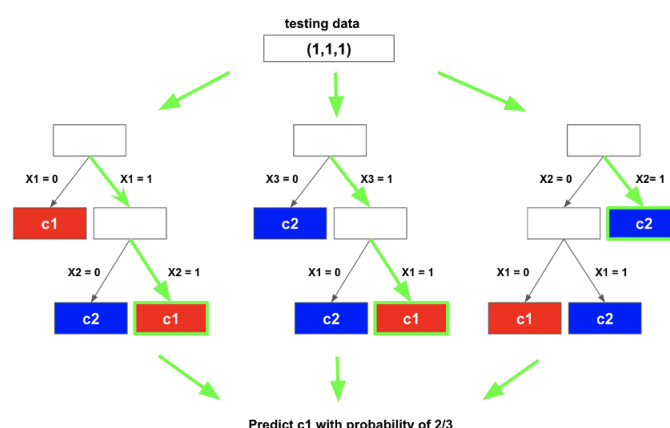 testing data
(1,1,1)
X1 = 0
X1 = 1
X3 = 0
X3 = 1
X2 = 0
X2= 1
c1
c2
c2
X2 = 0
X2 = 1
X1 = 0
X1 = 1
X1 = 0
X1 = 1
c2
c1
c2
c1
c1
c2
Predict c1 with probability of 2/3